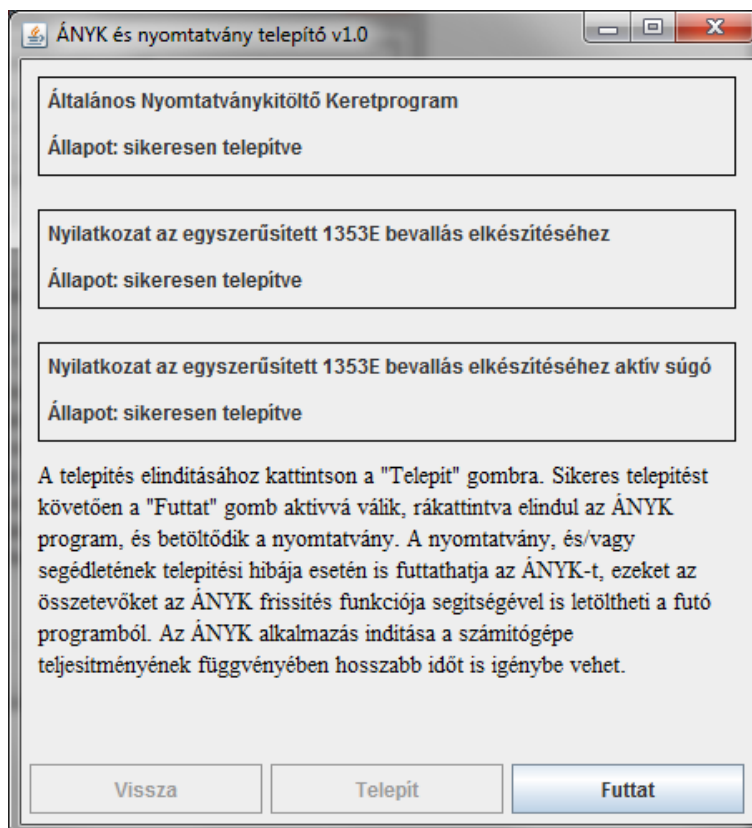 ÁNYK és nyomtatvány telepítő v1.0
Általános Nyomtatványkitöltő Keretprogram
Állapot: sikeresen telepítve
Nyilatkozat az egyszerűsített 1353E bevallás elkészítéséhez
Állapot: sikeresen telepítve
Nyilatkozat az egyszerűsített 1353E bevallás elkészítéséhez aktív súgó
Állapot: sikeresen telepítve
A telepítés elindításához kattintson a "Telepít" gombra. Sikeres telepítést
követően a "Futtat" gomb aktívvá válik, rákattintva elindul az ÁNYK
program, és betöltődik a nyomtatvány. A nyomtatvány, és/vagy
segédletének telepítési hibája esetén is futtathatja az ÁNYK-t, ezeket az
összetevőket az ÁNYK frissítés funkciója segítségével is letöltheti a futó
programból. Az ÁNYK alkalmazás indítása a számítógépe
teljesítményének függvényében hosszabb időt is igénybe vehet.
Vissza Telepít Futtat